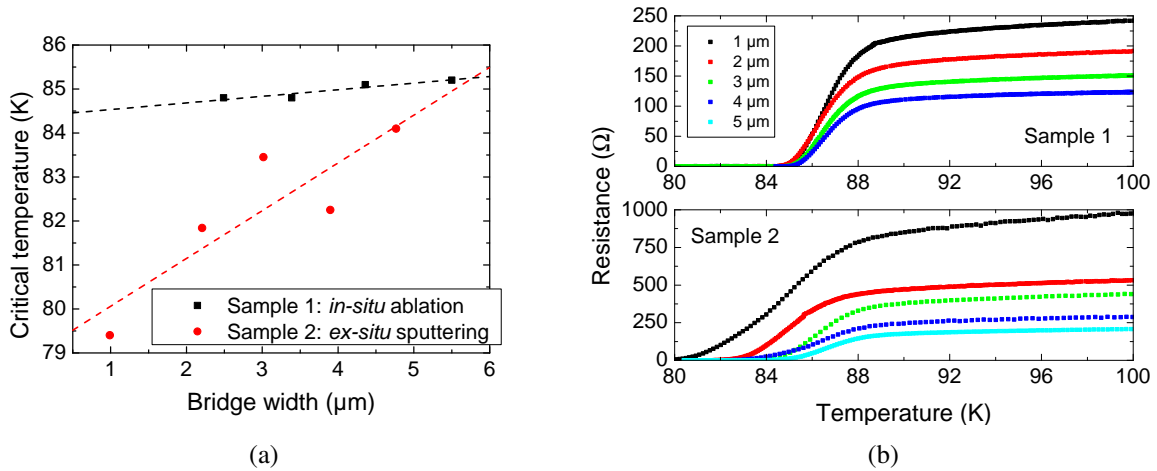 86
85
84
83
82
81
80
79
1 2 3 4 5 6
Critical temperature (K)
Bridge width (μm)
Sample 1: in-situ ablation
Sample 2: ex-situ sputtering
(a)
250
200
150
100
50
0
1 μm
2 μm
3 μm
4 μm
5 μm
Sample 1
80 84 88 92 96 100
Resistance (Ω)
1000
750
500
250
0
Sample 2
80 84 88 92 96 100
Temperature (K)
(b)